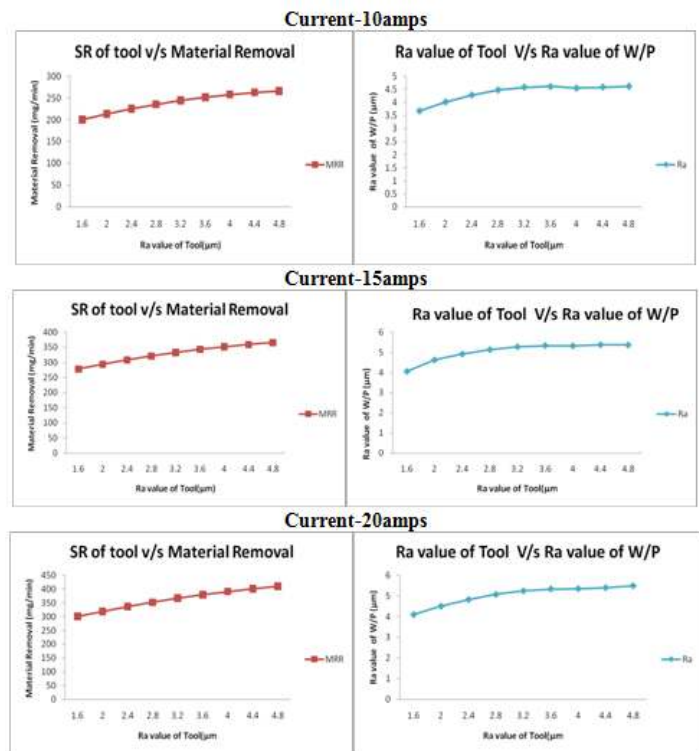 Current-10amps
SR of tool v/s Material Removal
Material Removal (mg/min)
300
250
200
150
100
50
0
1.6 2 2.4 2.8 3.2 3.6 4 4.4 4.8
Ra value of Tool(µm)
MRR
Ra value of Tool V/s Ra value of W/P
Ra value of W/P (µm)
5
4.5
4
3.5
3
2.5
2
1.5
1
0.5
0
1.6 2 2.4 2.8 3.2 3.6 4 4.4 4.8
Ra value of Tool(µm
Ra
Current-15amps
SR of tool v/s Material Removal
Material Removal (mg/min)
400
350
300
250
200
150
100
50
0
1.6 2 2.4 2.8 3.2 3.6 4 4.4 4.8
Ra value of Tool(µm
MRR
Ra value of Tool V/s Ra value of W/P
Ra value of W/P (µm)
6
5
4
3
2
1
0
1.6 2 2.4 2.8 3.2 3.6 4 4.4 4.8
Ra value of Tool(µm
Ra
Current-20amps
SR of tool v/s Material Removal
Material Removal (mg/min)
450
400
350
300
250
200
150
100
50
0
1.6 2 2.4 2.8 3.2 3.6 4 4.4 4.8
Ra value of Tool(µm
MRR
Ra value of Tool V/s Ra value of W/P
Ra value of W/P (µm)
6
5
4
3
2
1
0
1.6 2 2.4 2.8 3.2 3.6 4 4.4 4.8
Ra value of Tool(µm
Ra